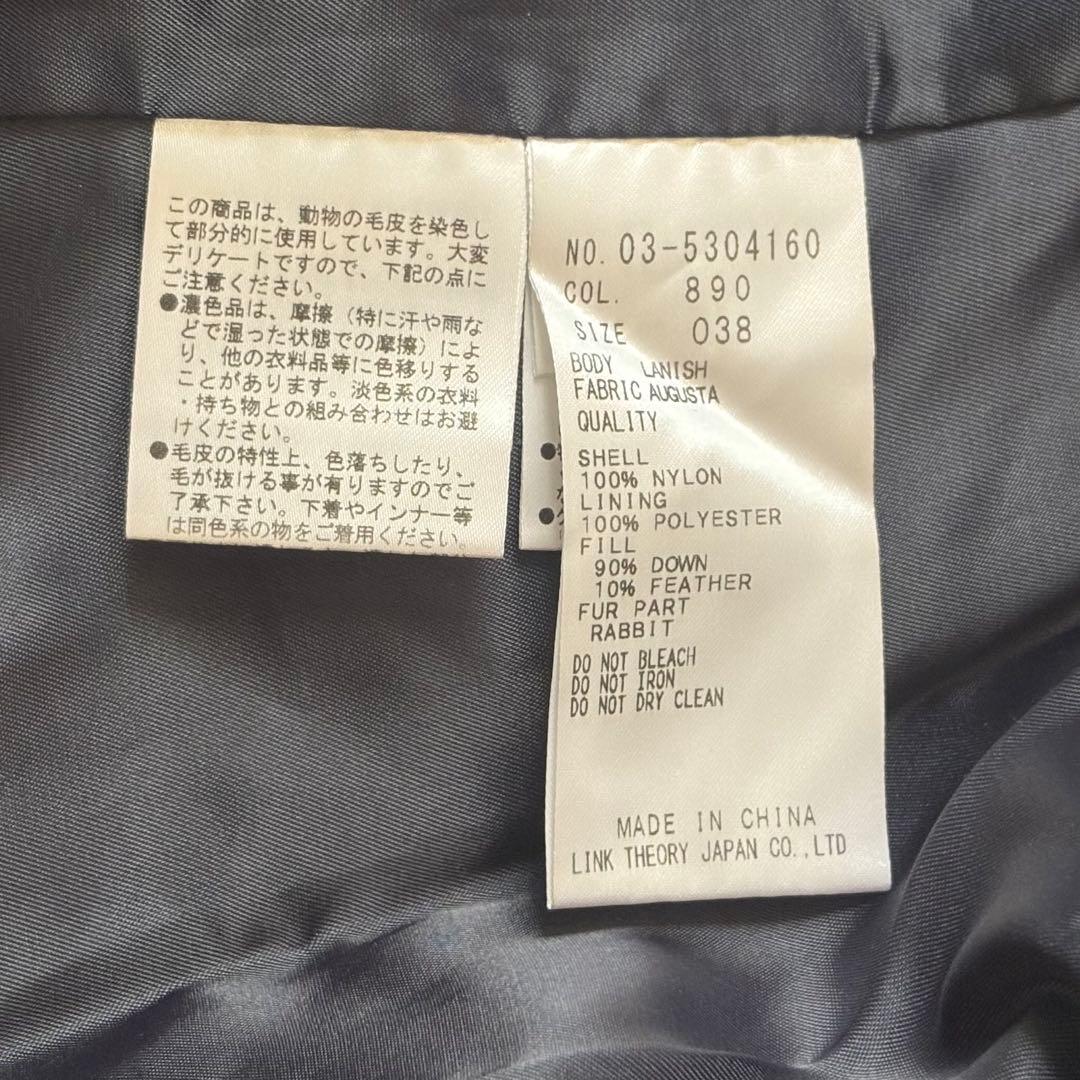 この商品は、動物の毛皮を染色し
て部分的に使用しています。大変
デリケートですので、下記の点に
ご注意ください。
●濃色品は、摩擦（特に汗や雨な
どで湿った状態での摩擦）によ
り、他の衣料品等に色移りする
ことがあります。淡色系の衣料
・持ち物との組み合わせはお避
けください。
●毛皮の特性上、色落ちしたり、
毛が抜ける事が有りますのでご
了承下さい。下着やインナー等
は同色系の物をご着用ください。
NO. 03-5304160
COL. 890
SIZE 038
BODY LANISH
FABRIC AUGUSTA
QUALITY
SHELL
100% NYLON
LINING
100% POLYESTER
FILL
90% DOWN
10% FEATHER
FUR PART
RABBIT
DO NOT BLEACH
DO NOT IRON
DO NOT DRY CLEAN
MADE IN CHINA
LINK THEORY JAPAN CO.,LTD